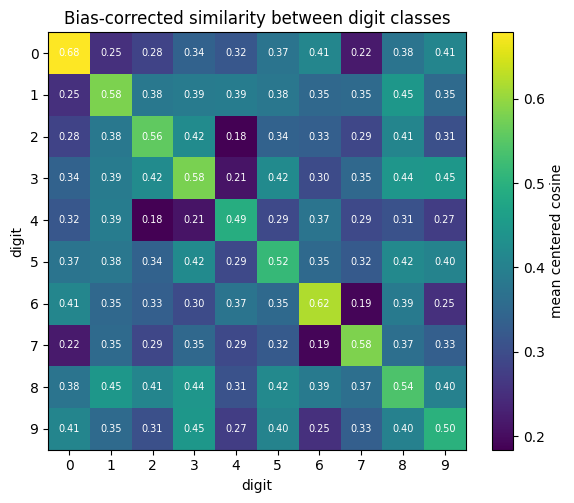 Bias-corrected similarity between digit classes
0 0.68 0.25 0.28 0.34 0.32 0.37 0.41 0.22 0.38 0.41
1 0.25 0.58 0.38 0.39 0.39 0.38 0.35 0.35 0.45 0.35
2 0.28 0.38 0.56 0.42 0.18 0.34 0.33 0.29 0.41 0.31
3 0.34 0.39 0.42 0.58 0.21 0.42 0.30 0.35 0.44 0.45
4 0.32 0.39 0.18 0.21 0.49 0.29 0.37 0.29 0.31 0.27
5 0.37 0.38 0.34 0.42 0.29 0.52 0.35 0.32 0.42 0.40
6 0.41 0.35 0.33 0.30 0.37 0.35 0.62 0.19 0.39 0.25
7 0.22 0.35 0.29 0.35 0.29 0.32 0.19 0.58 0.37 0.33
8 0.38 0.45 0.41 0.44 0.31 0.42 0.39 0.37 0.54 0.40
9 0.41 0.35 0.31 0.45 0.27 0.40 0.25 0.33 0.40 0.50
0 1 2 3 4 5 6 7 8 9
digit
digit
0.6
0.5
0.4
0.3
0.2
mean centered cosine